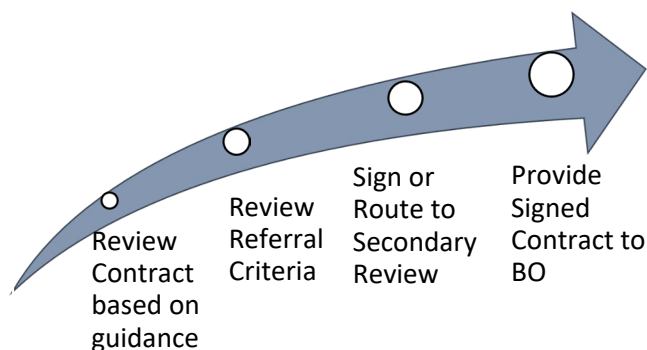 Review
Contract
based on
guidance
Review
Referral
Criteria
Sign or
Route to
Secondary
Review
Provide
Signed
Contract to
BO